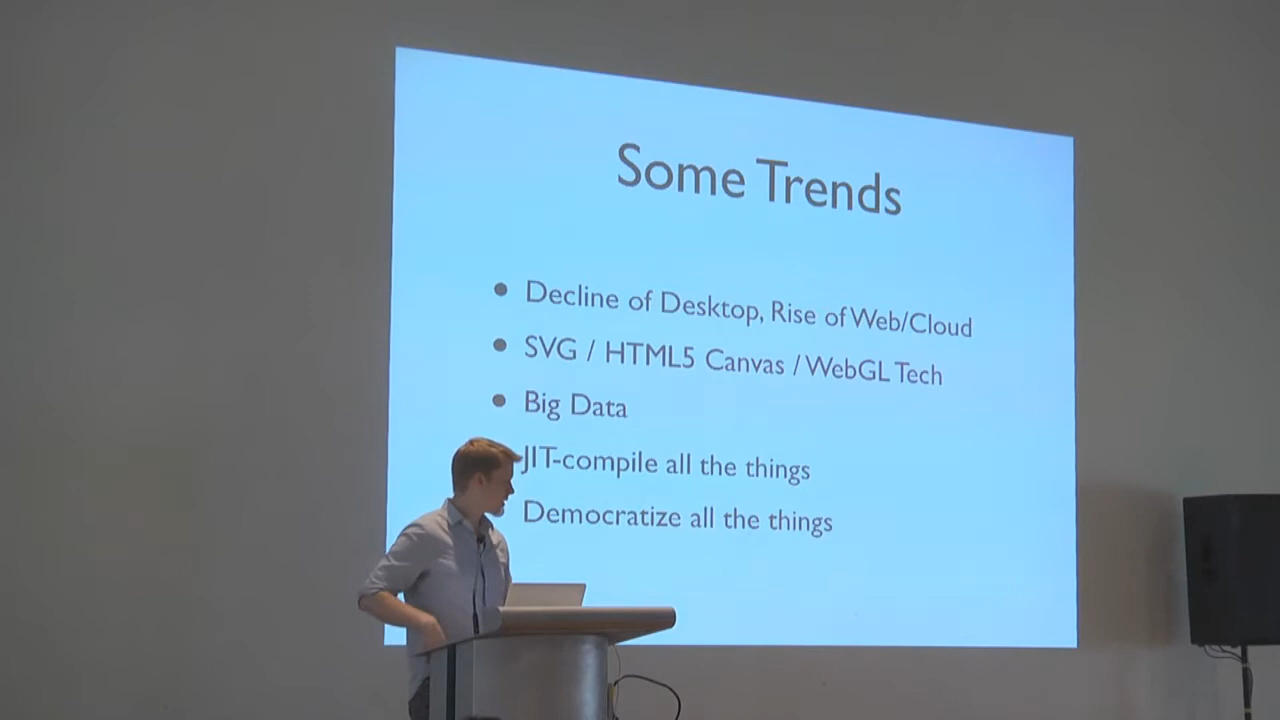 Some Trends
Decline of Desktop, Rise of Web/Cloud
SVG / HTML5 Canvas / WebGL Tech
Big Data
JIT-compile all the things
Democratize all the things